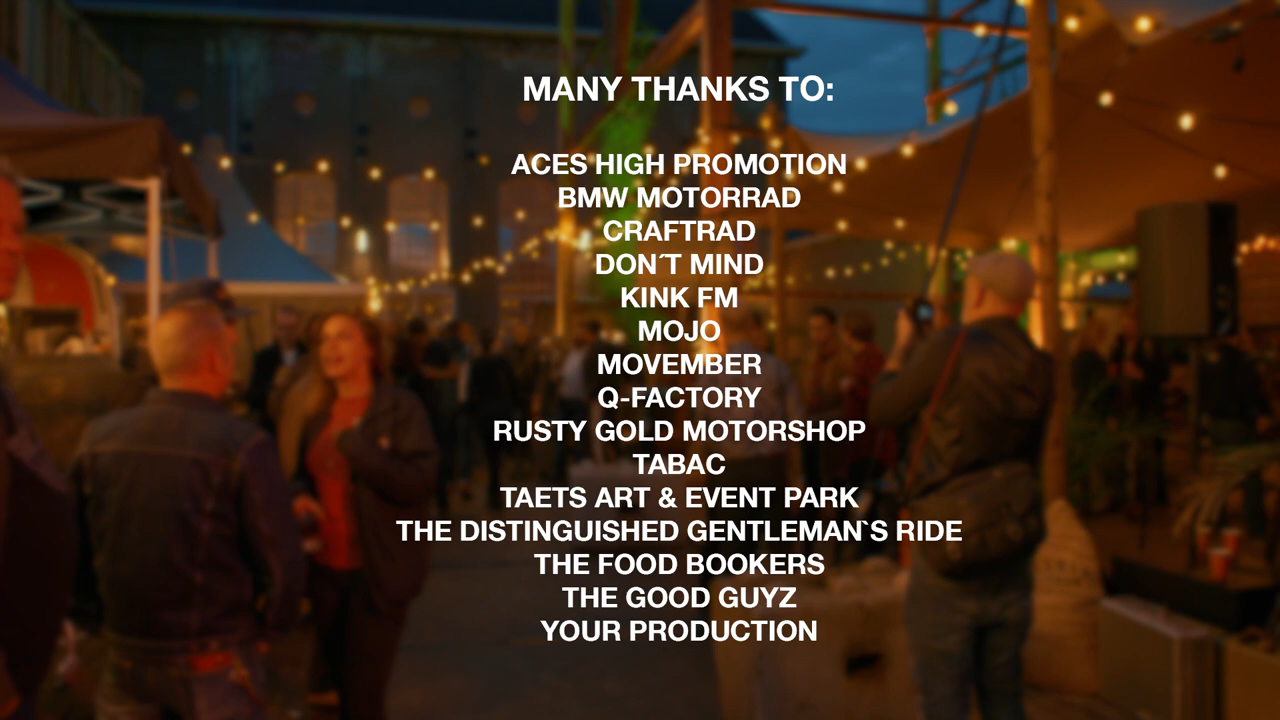 MANY THANKS TO:
ACES HIGH PROMOTION
BMW MOTORRAD
CRAFTRAD
DON´T MIND
KINK FM
MOJO
MOVEMBER
Q-FACTORY
RUSTY GOLD MOTORSHOP
TABAC
TAETS ART & EVENT PARK
THE DISTINGUISHED GENTLEMAN`S RIDE
THE FOOD BOOKERS
THE GOOD GUYZ
YOUR PRODUCTION